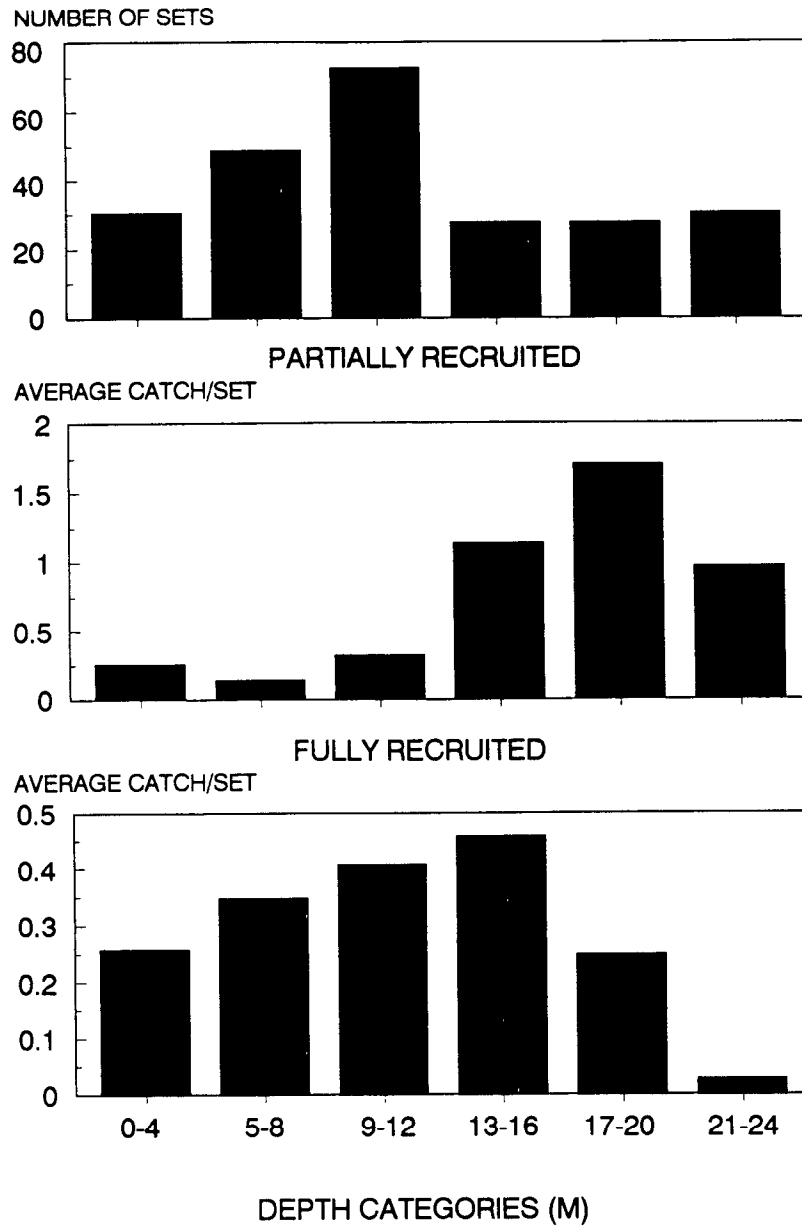 NUMBER OF SETS
80
60
40
20
0
PARTIALLY RECRUITED
AVERAGE CATCH/SET
2
1.5
1
0.5
0
FULLY RECRUITED
AVERAGE CATCH/SET
0.5
0.4
0.3
0.2
0.1
0
0-4 5-8 9-12 13-16 17-20 21-24
DEPTH CATEGORIES (M)